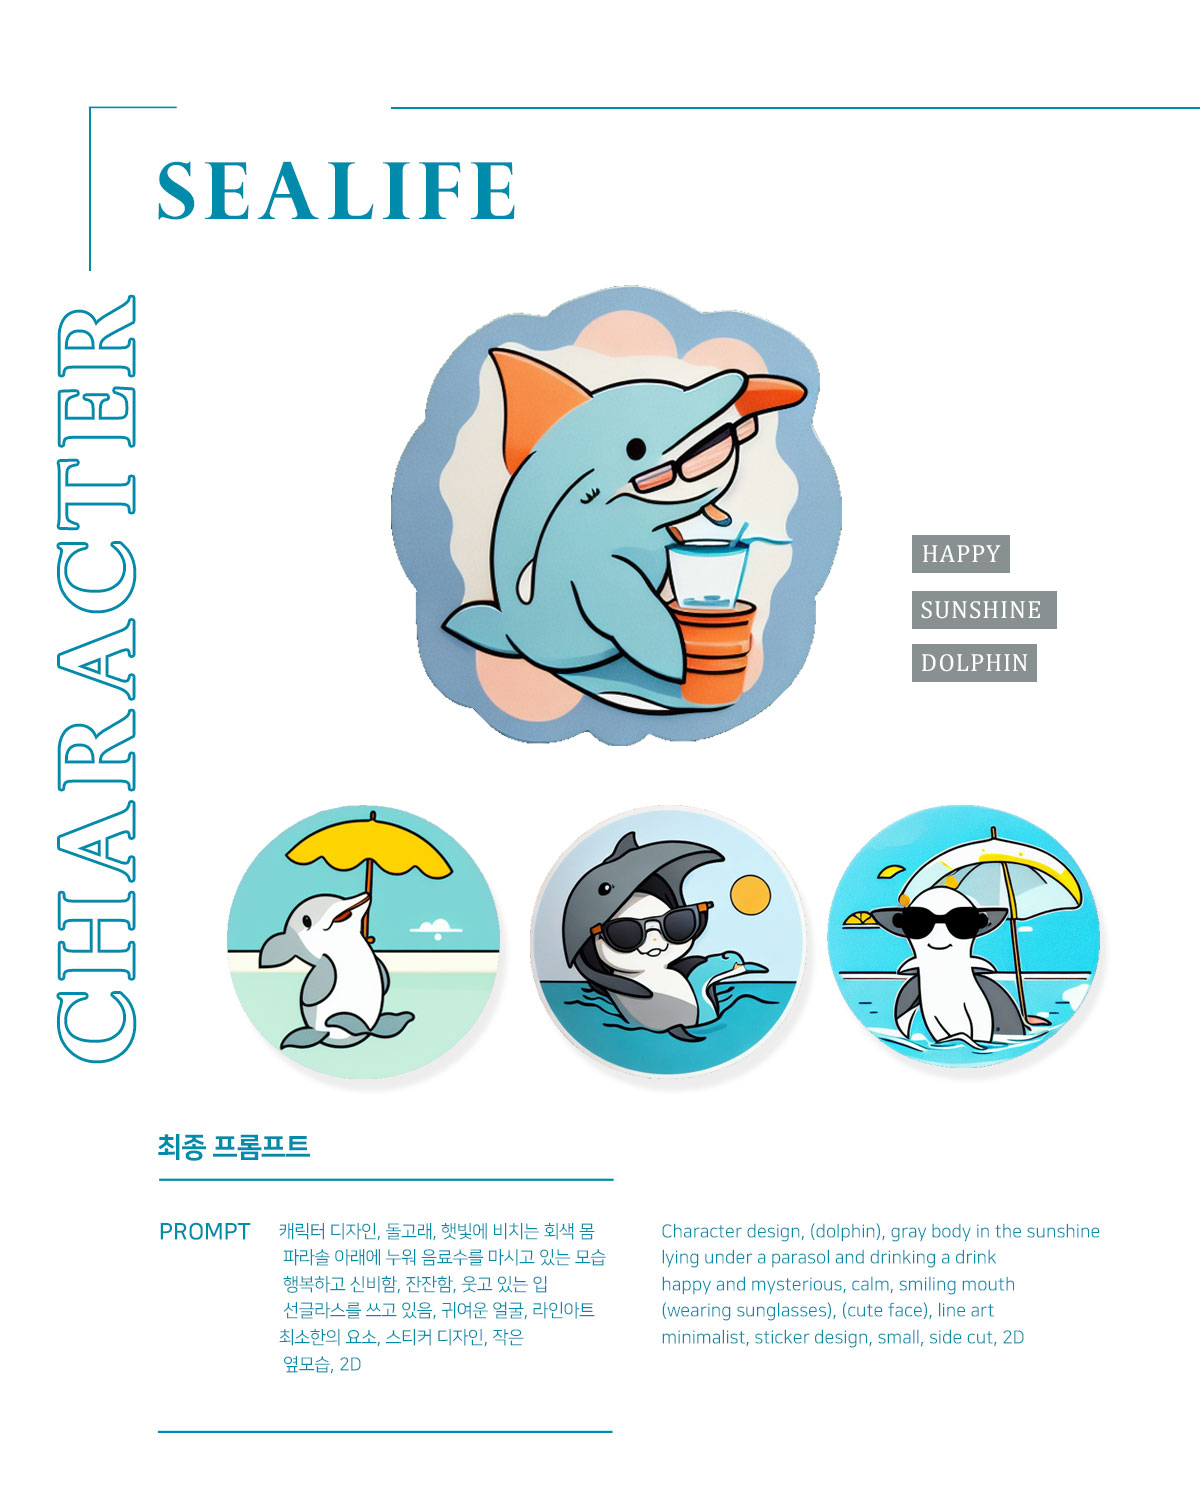 SEALIFE
CHARACTER
HAPPY
SUNSHINE
DOLPHIN
최종 프롬프트
PROMPT
캐릭터 디자인, 돌고래, 햇빛에 비치는 회색 몸
파라솔 아래에 누워 음료수를 마시고 있는 모습
행복하고 신비함, 잔잔함, 웃고 있는 입
선글라스를 쓰고 있음, 귀여운 얼굴, 라인아트
최소한의 요소, 스티커 디자인, 작은
옆모습, 2D
Character design, (dolphin), gray body in the sunshine
lying under a parasol and drinking a drink
happy and mysterious, calm, smiling mouth
(wearing sunglasses), (cute face), line art
minimalist, sticker design, small, side cut, 2D